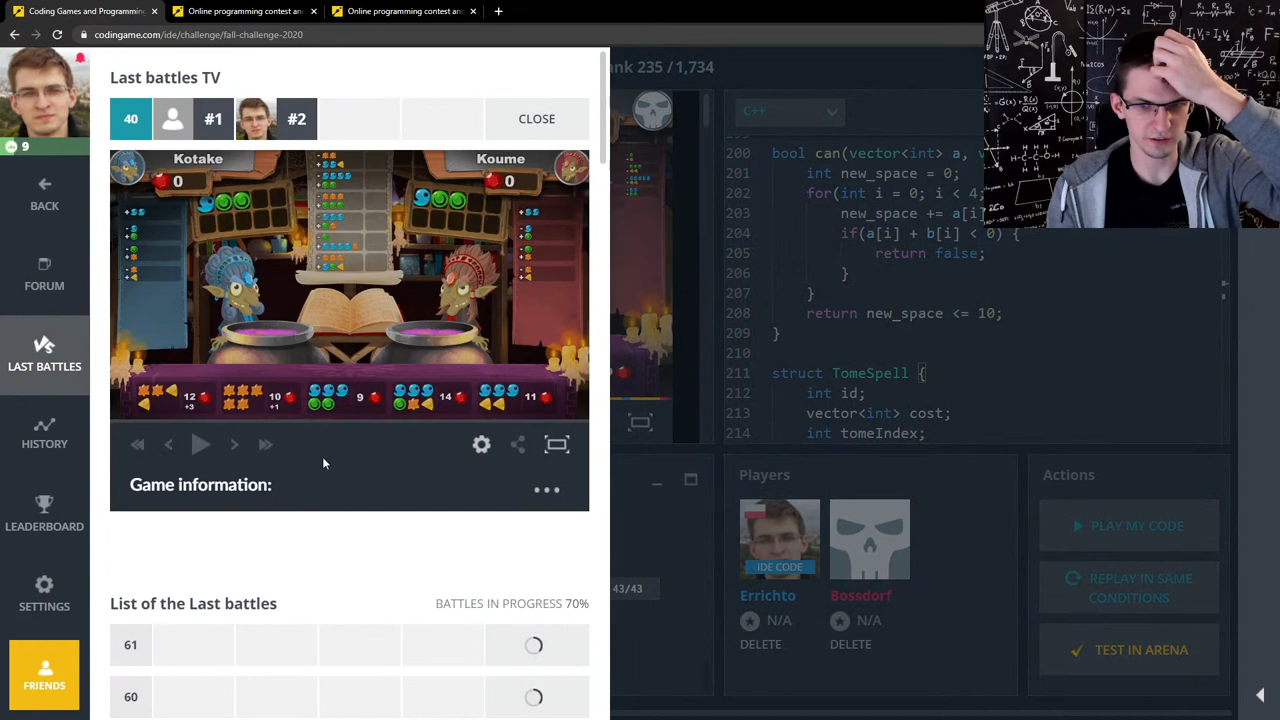 Coding Games and Programming
Online programming contest and
Online programming contest and
codingame.com/ide/challenge/fall-challenge-2020
9
BACK
FORUM
LAST BATTLES
HISTORY
LEADERBOARD
SETTINGS
FRIENDS
Last battles TV
40
#1
#2
CLOSE
Kotake
Koume
0
0
12
+3
10
+1
9
14
11
Game information:
List of the Last battles
BATTLES IN PROGRESS 70%
61
60
nk 235 / 1,734
C++
200 bool can(vector<int> a, v
201 int new_space = 0;
202 for(int i = 0; i < 4
203 new_space += a[i]
204 if(a[i] + b[i] < 0) {
205 return false;
206 }
207 }
208 return new_space <= 10;
209 }
210
211 struct TomeSpell {
212 int id;
213 vector<int> cost;
214 int tomeIndex;
43/43
Players
IDE CODE
Errichto
N/A
DELETE
Bossdorf
N/A
DELETE
Actions
PLAY MY CODE
REPLAY IN SAME
CONDITIONS
TEST IN ARENA